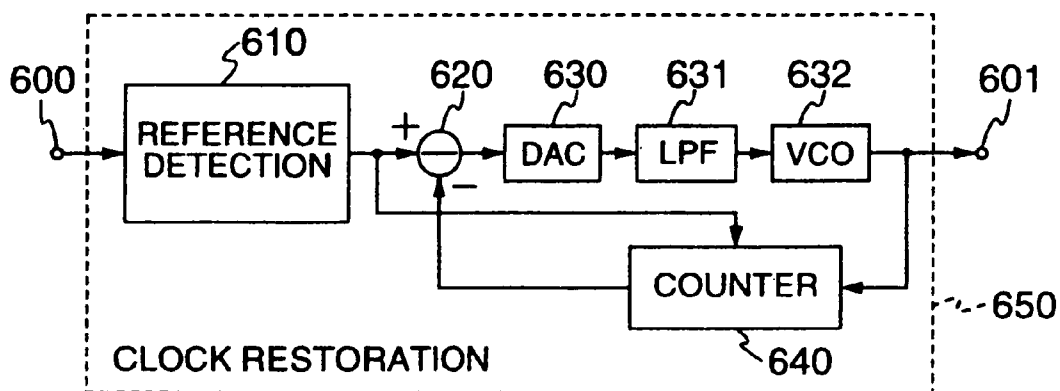 610
620
630
631
632
601
600
REFERENCE
DETECTION
+
−
DAC
LPF
VCO
COUNTER
650
640
CLOCK RESTORATION